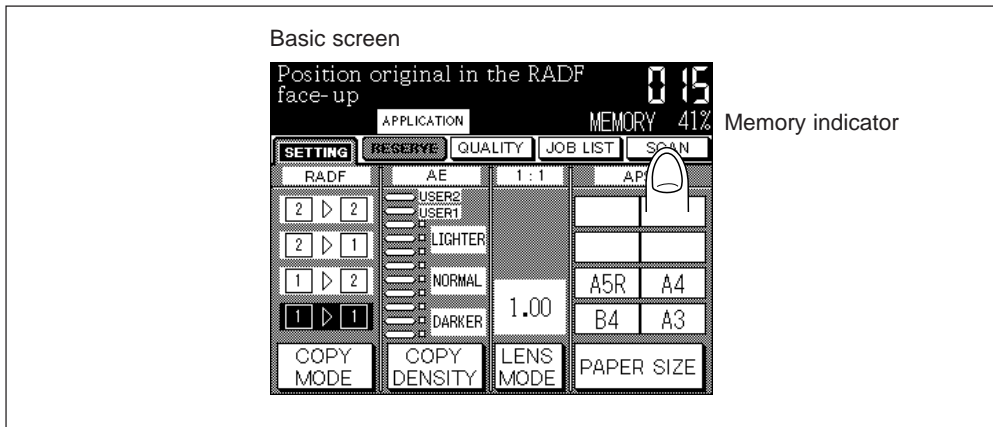 Basic screen
Position original in the RADF
face-up
015
APPLICATION
MEMORY 41%
Memory indicator
SETTING RESERVE QUALITY JOB LIST SCAN
RADF AE 1 : 1
USER2
USER1
2 ▷ 2
2 ▷ 1
LIGHTER
1 ▷ 2
NORMAL
A5R A4
1 ▷ 1
DARKER
1.00
B4 A3
COPY
MODE
COPY
DENSITY
LENS
MODE
PAPER SIZE